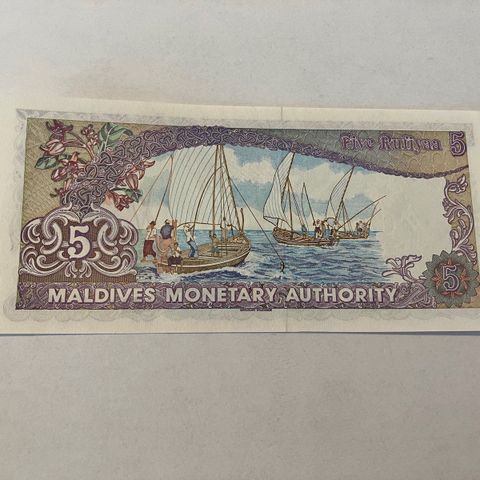 Five Rufiyaa 5
5
5
MALDIVES MONETARY AUTHORITY